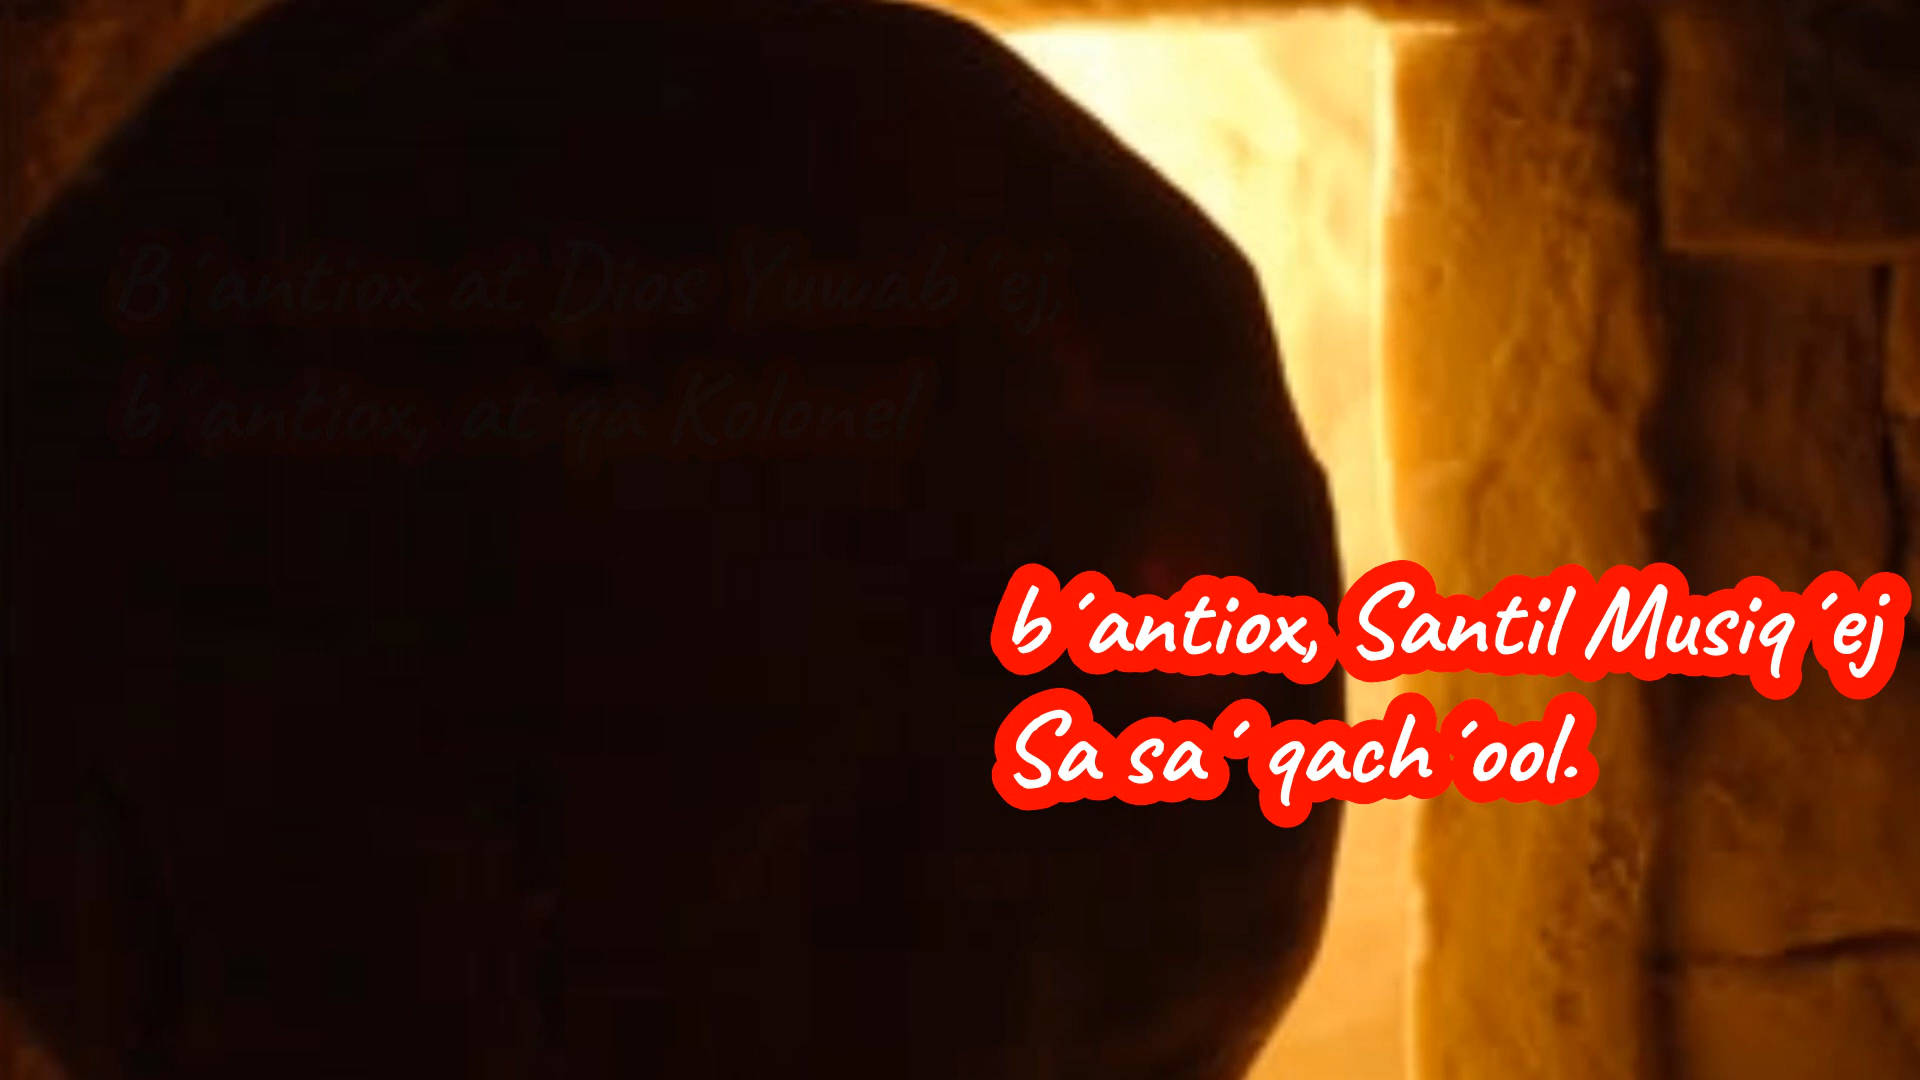 B´antiox at Dios Yuwab´ej,
b´antiox, at qa Kolonel
b´antiox, Santil Musiq´ej
Sa sa´ qach´ool.